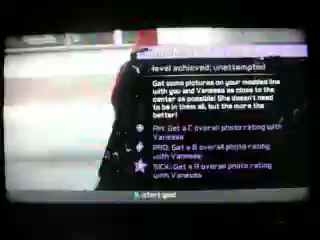 level achieved: unattempted
Get some pictures on your modded line
with you and Vanessa as close to the
center as possible! She doesn't need
to be in them all, but the more the
better!
AM: Get a C overall photo rating with
Vanessa
PRO: Get a B overall photo rating
with Vanessa
SICK: Get a A overall photo rating
with Vanessa
start goal